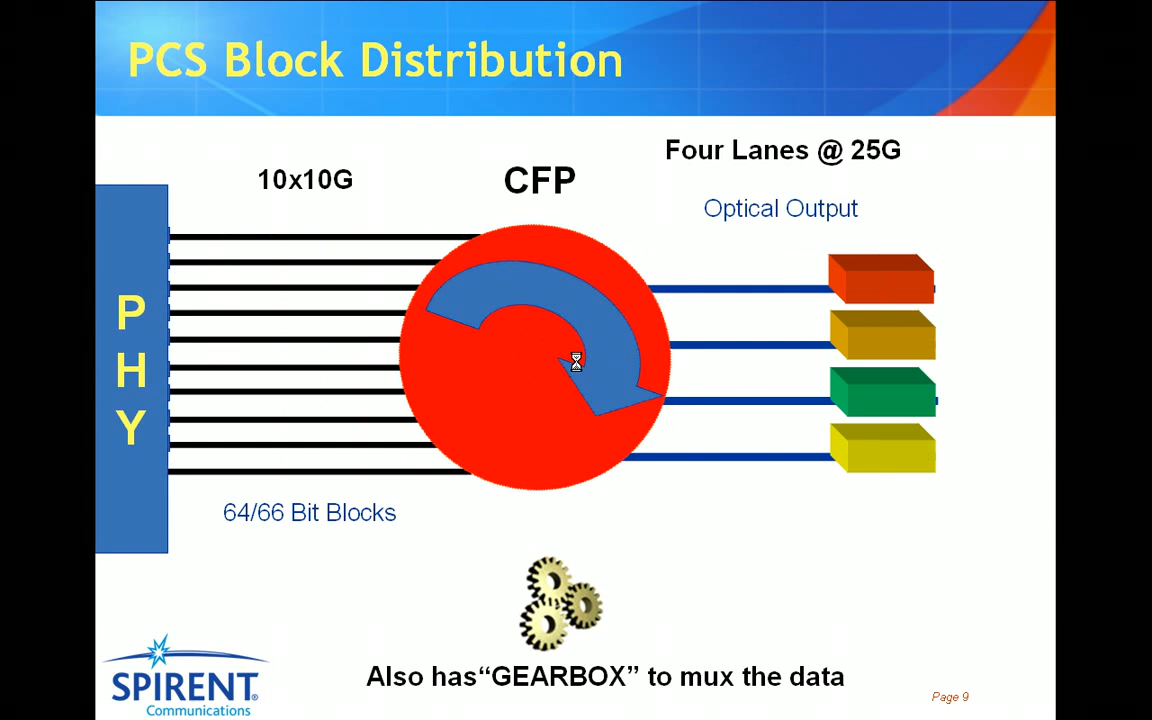 PCS Block Distribution
Four Lanes @ 25G
10x10G
CFP
Optical Output
P
H
Y
64/66 Bit Blocks
Also has“GEARBOX” to mux the data
SPIRENT®
Communications
Page 9